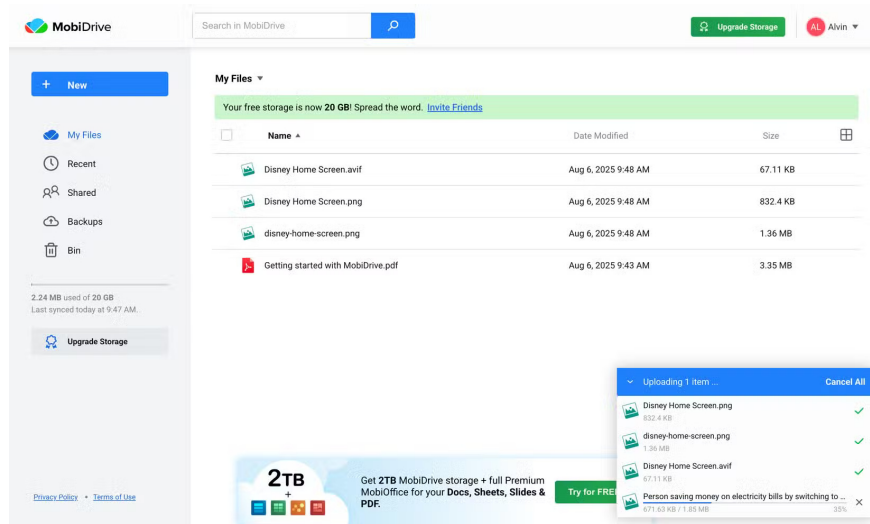 MobiDrive
Search in MobiDrive
Upgrade Storage
AL
Alvin
+ New
My Files
Recent
Shared
Backups
Bin
2.24 MB used of 20 GB
Last synced today at 9:47 AM.
Upgrade Storage
Privacy Policy • Terms of Use
My Files
Your free storage is now 20 GB! Spread the word. Invite Friends
Name Date Modified Size
Disney Home Screen.avif Aug 6, 2025 9:48 AM 67.11 KB
Disney Home Screen.png Aug 6, 2025 9:48 AM 832.4 KB
disney-home-screen.png Aug 6, 2025 9:48 AM 1.36 MB
Getting started with MobiDrive.pdf Aug 6, 2025 9:43 AM 3.35 MB
2TB
+
Get 2TB MobiDrive storage + full Premium
MobiOffice for your Docs, Sheets, Slides &
PDF.
Try for FRE
Uploading 1 item ... Cancel All
Disney Home Screen.png
832.4 KB
disney-home-screen.png
1.36 MB
Disney Home Screen.avif
67.11 KB
Person saving money on electricity bills by switching to ...
671.63 KB / 1.85 MB 35%